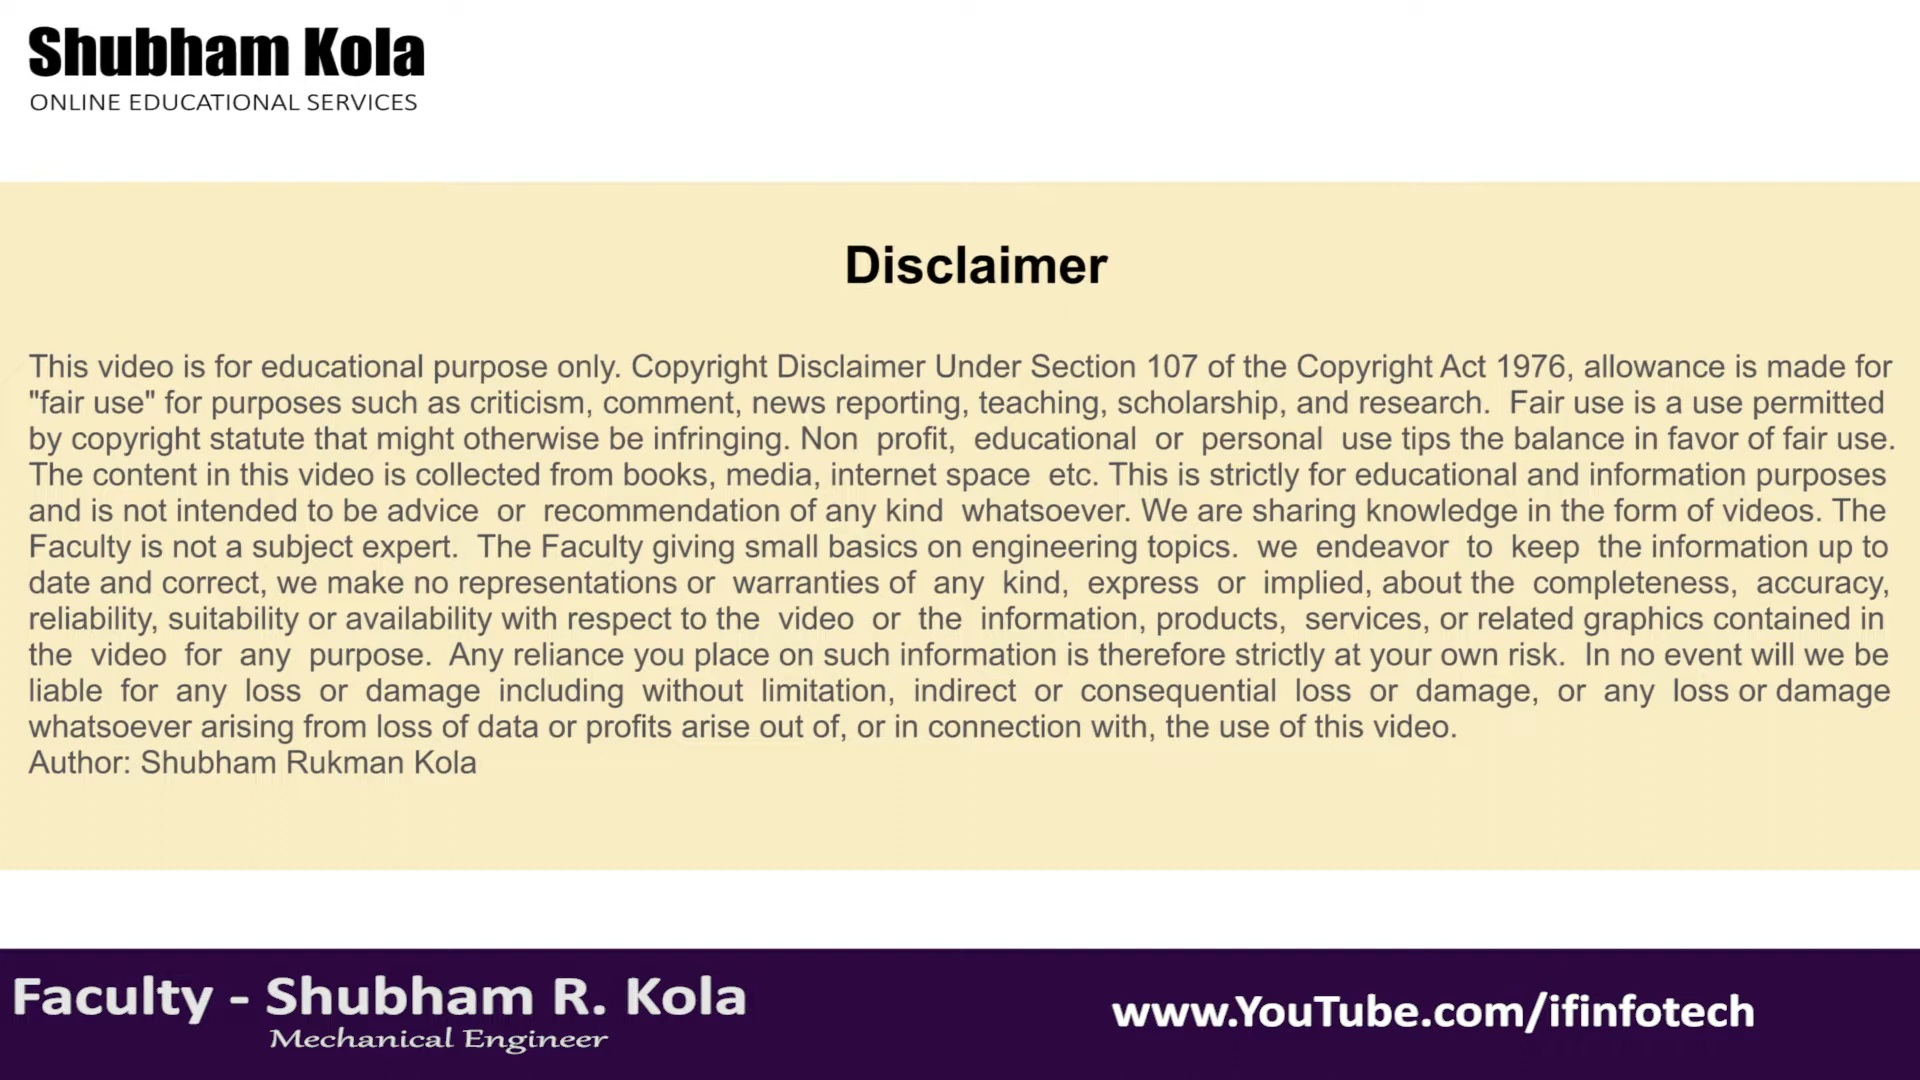 Shubham Kola
ONLINE EDUCATIONAL SERVICES
Disclaimer
This video is for educational purpose only. Copyright Disclaimer Under Section 107 of the Copyright Act 1976, allowance is made for
"fair use" for purposes such as criticism, comment, news reporting, teaching, scholarship, and research. Fair use is a use permitted
by copyright statute that might otherwise be infringing. Non profit, educational or personal use tips the balance in favor of fair use.
The content in this video is collected from books, media, internet space etc. This is strictly for educational and information purposes
and is not intended to be advice or recommendation of any kind whatsoever. We are sharing knowledge in the form of videos. The
Faculty is not a subject expert. The Faculty giving small basics on engineering topics. we endeavor to keep the information up to
date and correct, we make no representations or warranties of any kind, express or implied, about the completeness, accuracy,
reliability, suitability or availability with respect to the video or the information, products, services, or related graphics contained in
the video for any purpose. Any reliance you place on such information is therefore strictly at your own risk. In no event will we be
liable for any loss or damage including without limitation, indirect or consequential loss or damage, or any loss or damage
whatsoever arising from loss of data or profits arise out of, or in connection with, the use of this video.
Author: Shubham Rukman Kola
Faculty - Shubham R. Kola
Mechanical Engineer
www.YouTube.com/ifinfotech